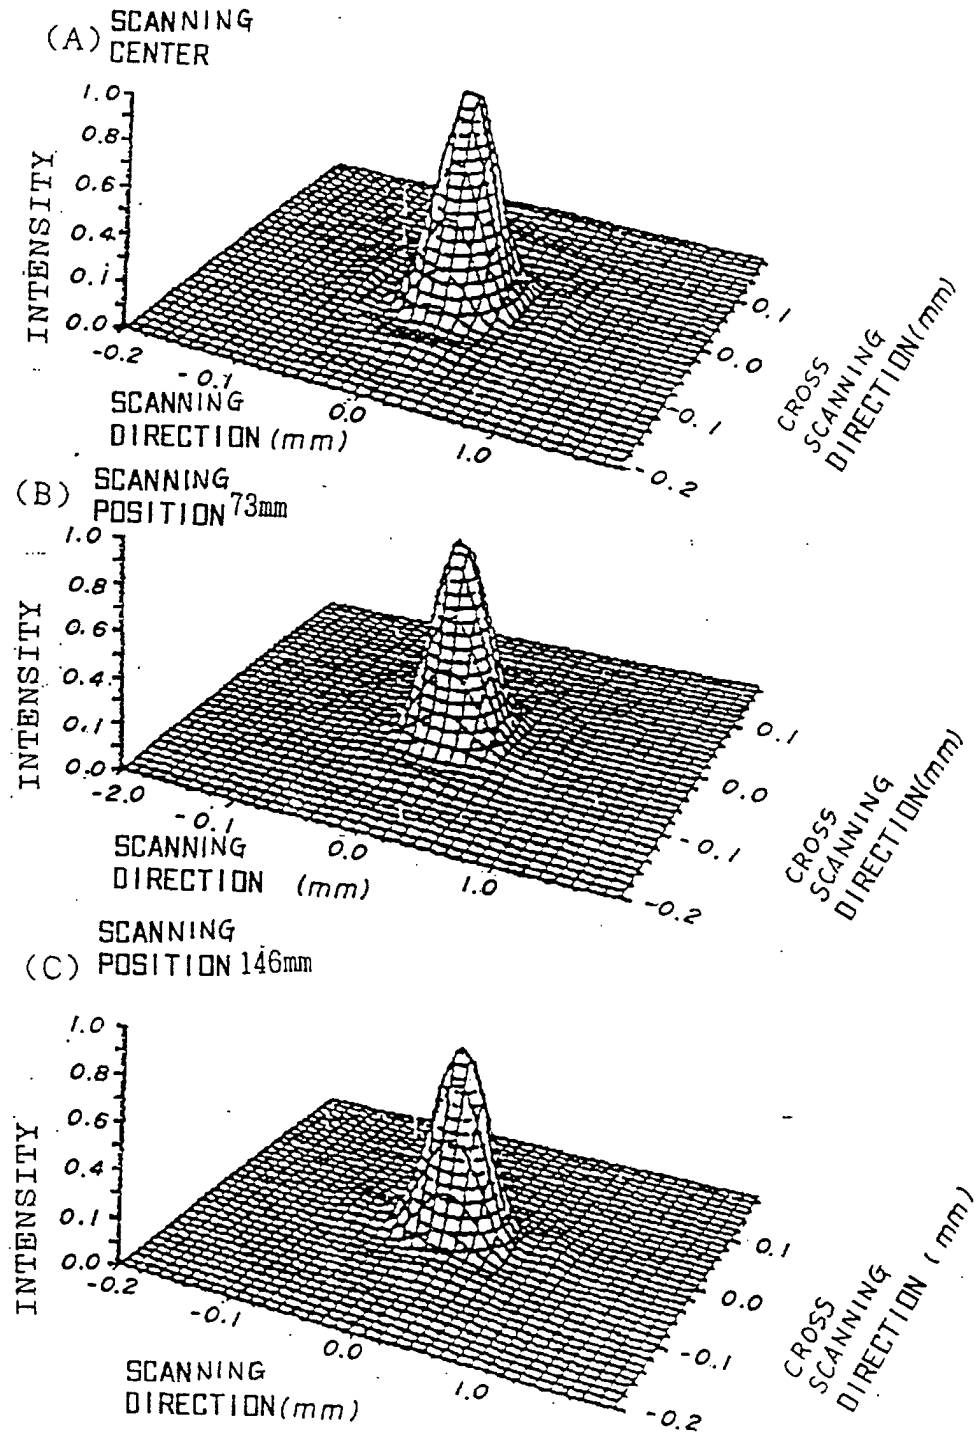 (A) SCANNING
CENTER
1.0
0.8
0.6
0.4
0.1
0.0
INTENSITY
-0.2
-0.1
0.0
1.0
SCANNING
DIRECTION (mm)
0.1
0.0
-0.1
-0.2
CROSS
SCANNING
DIRECTION (mm)
(B) SCANNING
POSITION 73mm
1.0
0.8
0.6
0.4
0.1
0.0
INTENSITY
-2.0
-0.1
0.0
1.0
SCANNING
DIRECTION (mm)
0.1
0.0
-0.1
-0.2
CROSS
SCANNING
DIRECTION (mm)
(C) SCANNING
POSITION 146mm
1.0
0.8
0.6
0.4
0.1
0.0
INTENSITY
-0.2
-0.1
0.0
1.0
SCANNING
DIRECTION (mm)
0.1
0.0
-0.1
-0.2
CROSS
SCANNING
DIRECTION (mm)